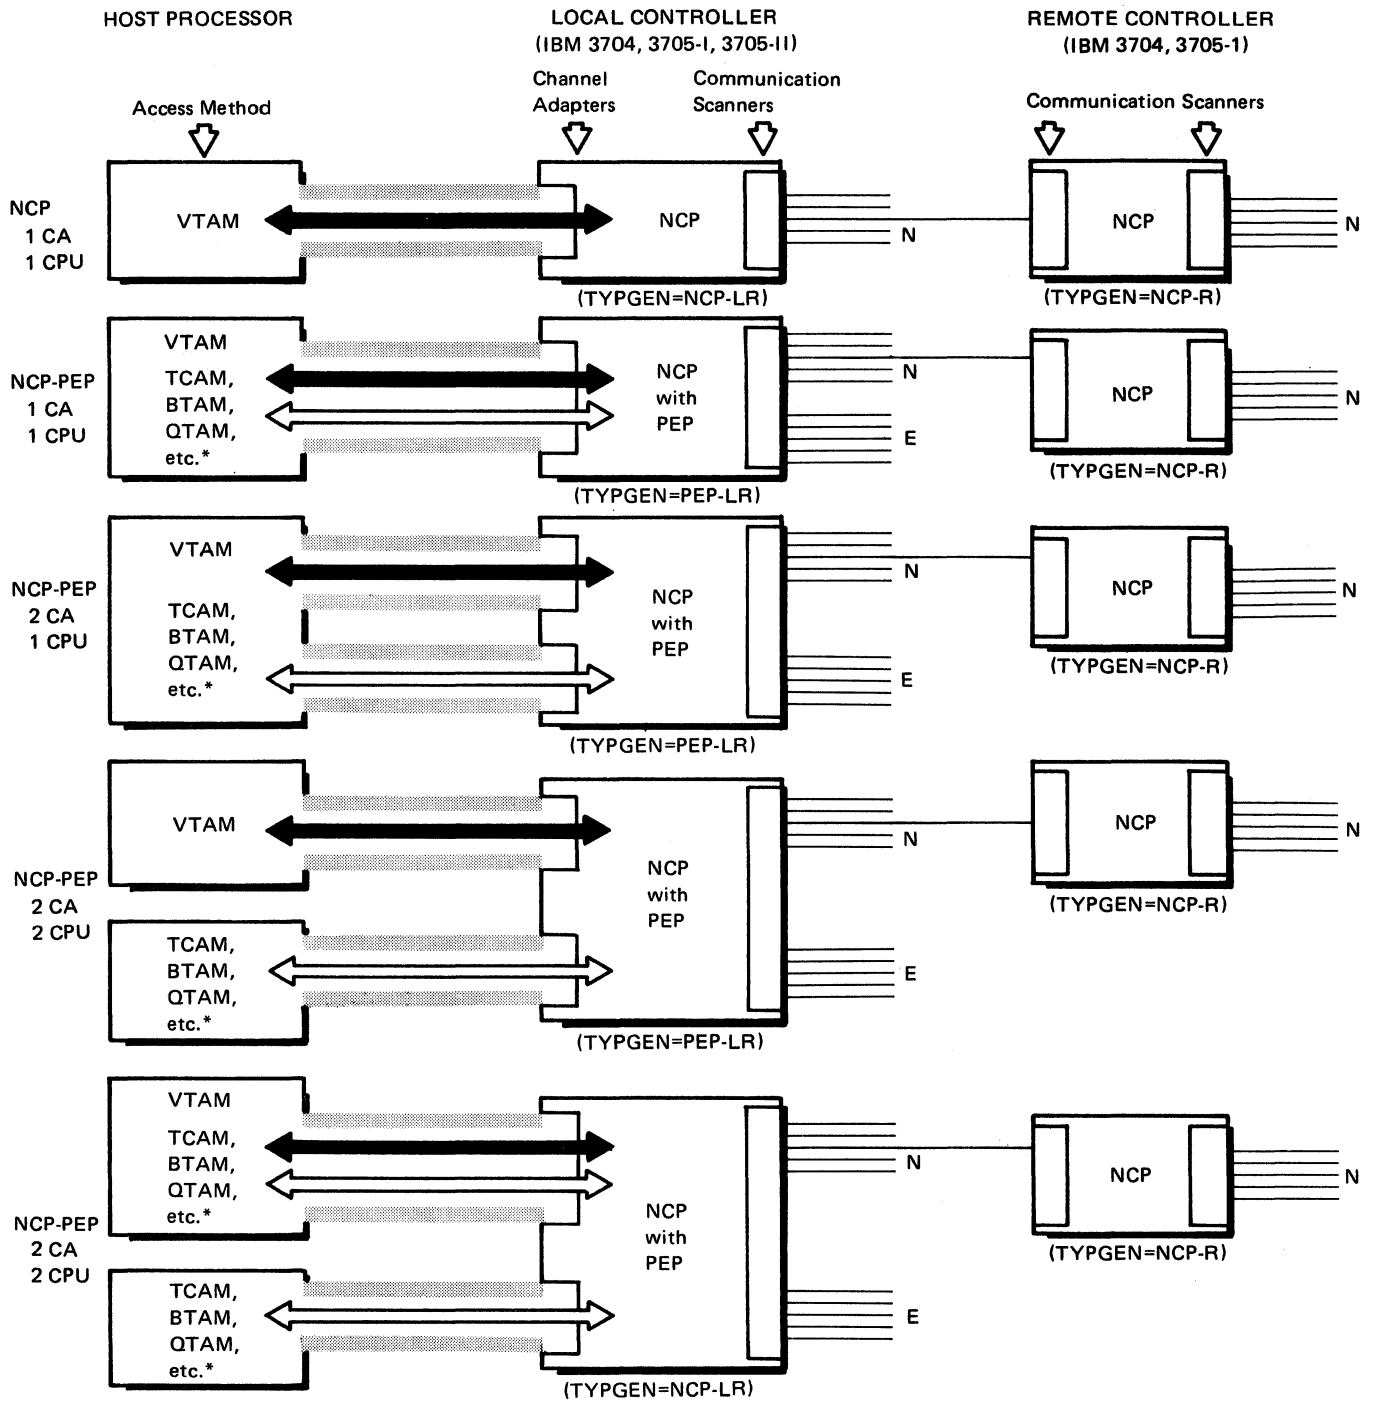 HOST PROCESSOR
LOCAL CONTROLLER
(IBM 3704, 3705-I, 3705-II)
REMOTE CONTROLLER
(IBM 3704, 3705-1)
Access Method
Channel
Adapters
Communication
Scanners
Communication Scanners
NCP
1 CA
1 CPU
VTAM
NCP
N
(TYPGEN=NCP-LR)
NCP
N
(TYPGEN=NCP-R)
NCP-PEP
1 CA
1 CPU
VTAM
TCAM,
BTAM,
QTAM,
etc.*
NCP
with
PEP
N
E
(TYPGEN=PEP-LR)
NCP
N
(TYPGEN=NCP-R)
NCP-PEP
2 CA
1 CPU
VTAM
TCAM,
BTAM,
QTAM,
etc.*
NCP
with
PEP
N
E
(TYPGEN=PEP-LR)
NCP
N
(TYPGEN=NCP-R)
NCP-PEP
2 CA
2 CPU
VTAM
TCAM,
BTAM,
QTAM,
etc.*
NCP
with
PEP
N
E
(TYPGEN=PEP-LR)
NCP
N
(TYPGEN=NCP-R)
NCP-PEP
2 CA
2 CPU
VTAM
TCAM,
BTAM,
QTAM,
etc.*
TCAM,
BTAM,
QTAM,
etc.*
NCP
with
PEP
N
E
(TYPGEN=NCP-LR)
NCP
N
(TYPGEN=NCP-R)